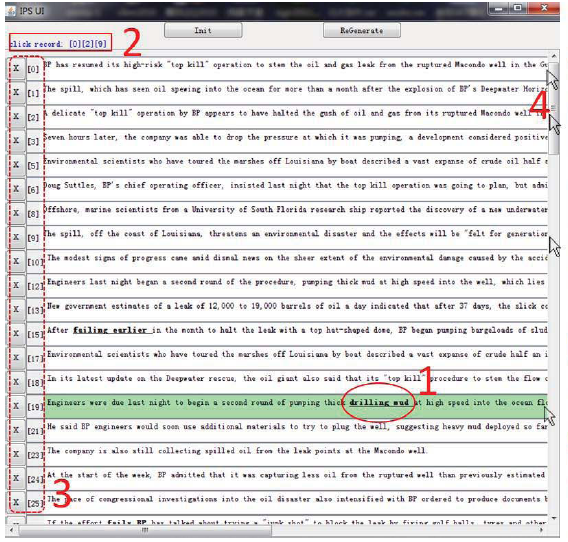 IPS UI
Init
ReGenerate
click record: [0][2][9]
2
X [0] BP has resumed its high-risk "top kill" operation to stem the oil and gas leak from the ruptured Macondo well in the Gu
X [1] The spill, which has seen oil spewing into the ocean for more than a month after the explosion of BP's Deepwater Horizo
4
X [2] A delicate "top kill" operation by BP appears to have halted the gush of oil and gas from its ruptured Macondo well
X [3] Seven hours later, the company was able to drop the pressure at which it was pumping, a development considered positive
X [5] Environmental scientists who have toured the marshes off Louisiana by boat described a vast expanse of crude oil half a
X [6] Doug Suttles, BP's chief operating officer, insisted last night that the top kill operation was going to plan, but admi
X [8] Offshore, marine scientists from a University of South Florida research ship reported the discovery of a new underwater
X [9] The spill, off the coast of Louisiana, threatens an environmental disaster and the effects will be "felt for generation
X [10] The modest signs of progress came amid dismal news on the sheer extent of the environmental damage caused by the acci
X [12] Engineers last night began a second round of the procedure, pumping thick mud at high speed into the well, which lies
X [13] New government estimates of a leak of 12,000 to 19,000 barrels of oil a day indicated that after 37 days, the slick co
X [15] After failing earlier in the month to halt the leak with a top hat-shaped dome, BP began pumping bargeloads of slud
X [17] Environmental scientists who have toured the marshes off Louisiana by boat described a vast expanse of crude half an i
X [18] In its latest update on the Deepwater rescue, the oil giant also said that its "top kill" procedure to stem the flow o
1
X [19] Engineers were due last night to begin a second round of pumping thick drilling mud at high speed into the ocean flo
X [21] He said BP engineers would soon use additional materials to try to plug the well, suggesting heavy mud deployed so far
X [23] The company is also still collecting spilled oil from the leak points at the Macondo well.
X [24] At the start of the week, BP admitted that it was capturing less oil from the ruptured well than previously estimated
3
X [25] The pace of congressional investigations into the oil disaster also intensified with BP ordered to produce documents b
If the effort fails BP has talked about trying a "junk shot" to block the leak by firing golf balls, tyres and other